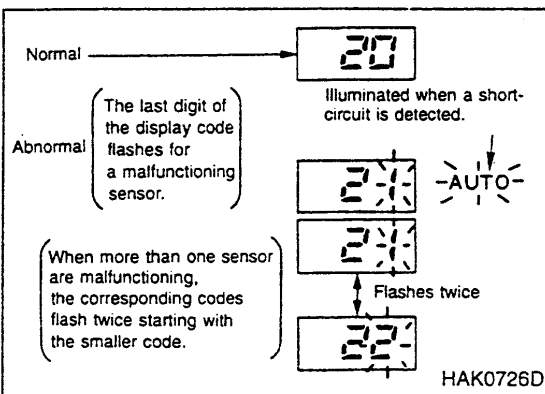 Normal
20
Illuminated when a short-
circuit is detected.
Abnormal
The last digit of
the display code
flashes for
a malfunctioning
sensor.
21
AUTO
21
When more than one sensor
are malfunctioning,
the corresponding codes
flash twice starting with
the smaller code.
Flashes twice
22
HAK0726D